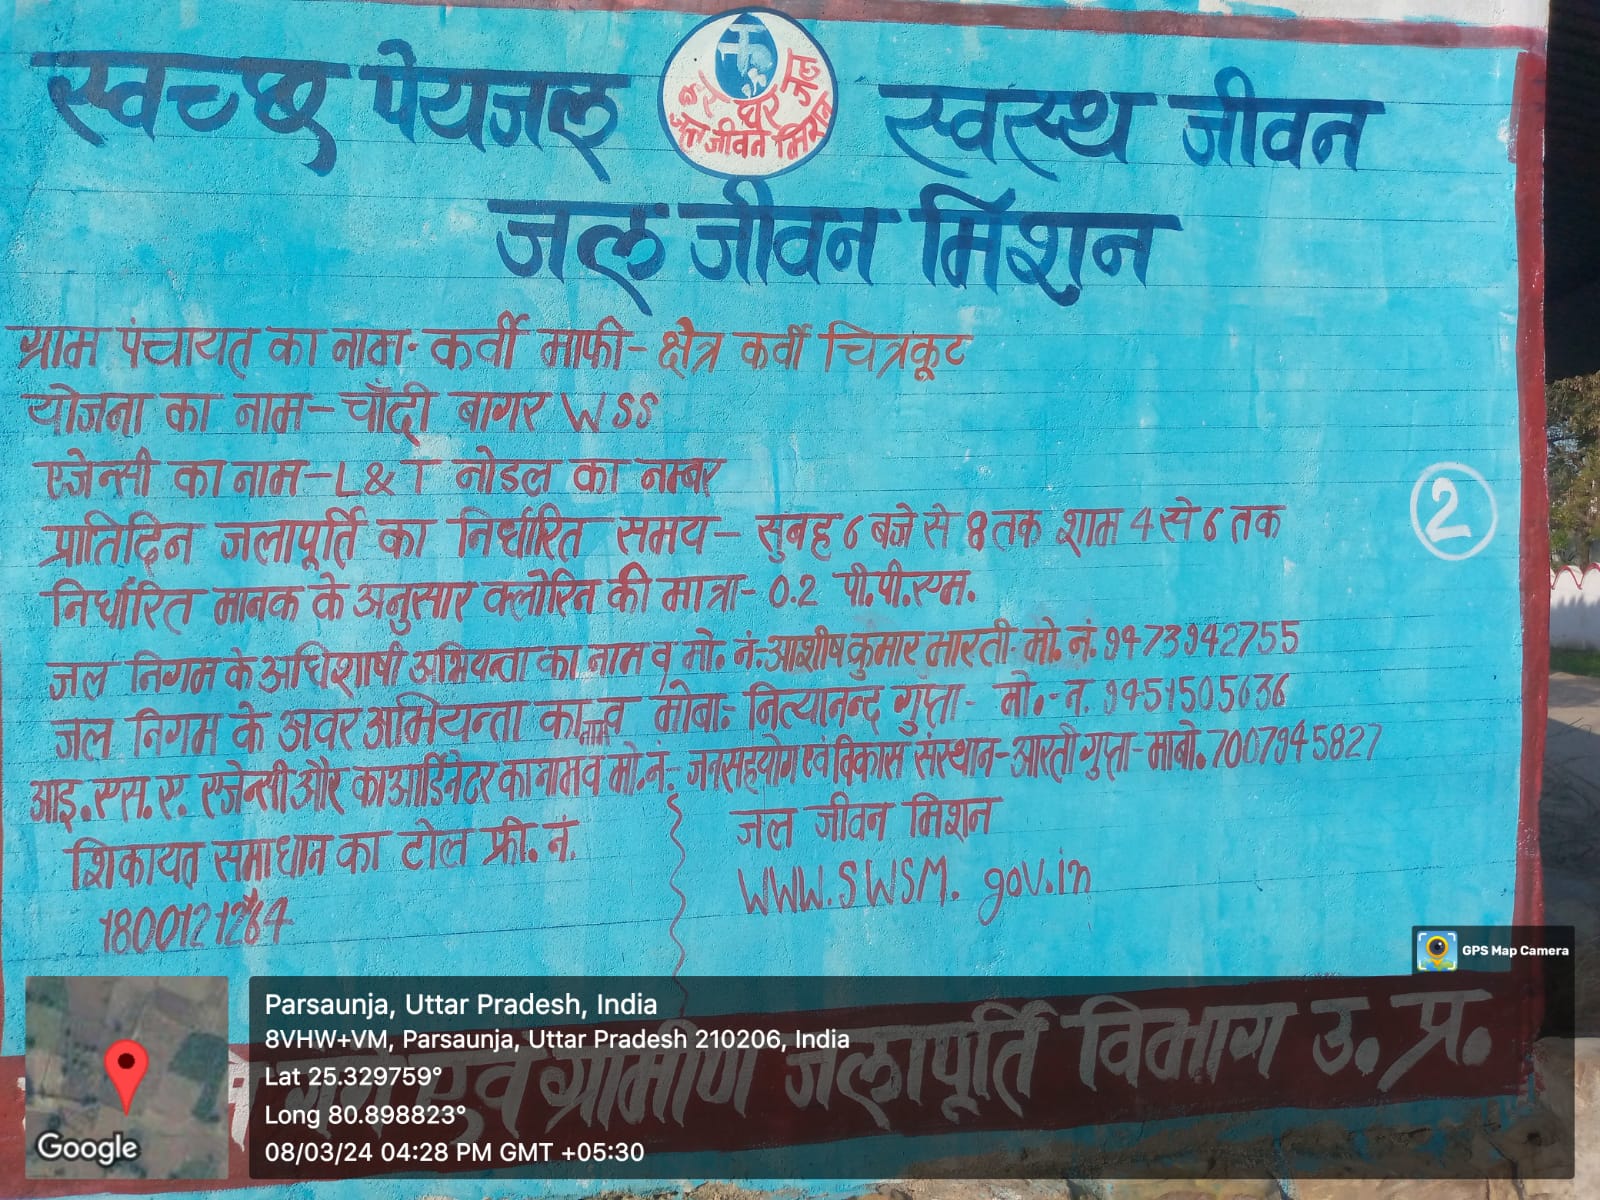 स्वच्छ पेयजल
हर घर जल
जल जीवन मिशन
स्वस्थ जीवन
जल जीवन मिशन
ग्राम पंचायत का नाम- कर्वी माफी- क्षेत्र कर्वी चित्रकूट
योजना का नाम- चाँदी बागर WSS
एजेन्सी का नाम- L&T नोडल का नम्बर
प्रातिदिन जलापूर्ति का निर्धारित समय- सुबह 6 बजे से 8 तक शाम 4 से 6 तक
निर्धारित मानक के अनुसार क्लोरिन की मात्रा- 0.2 पी.पी.एम.
जल निगम के अधिशाषी अभियन्ता का नाम व मो. नं:- आशीष कुमार भारती- मो. नं. 9473942755
जल निगम के अवर अभियन्ता का नाम व मोबा:- नित्यानन्द गुप्ता- मो.- न. 9451505636
आइ.एस.ए. एजेन्सी और काआर्डिनेटर का नाम व मो.नं:- जनसहयोग एवं विकास संस्थान- आरती गुप्ता- माबो. 7007945827
शिकायत समाधान का टोल फ्री. नं.
जल जीवन मिशन
WWW.SWSM.gov.in
2
एवं ग्रामीण जलापूर्ति विभाग उ. प्र.
GPS Map Camera
Parsaunja, Uttar Pradesh, India
8VHW+VM, Parsaunja, Uttar Pradesh 210206, India
Lat 25.329759°
Long 80.898823°
08/03/24 04:28 PM GMT +05:30
Google